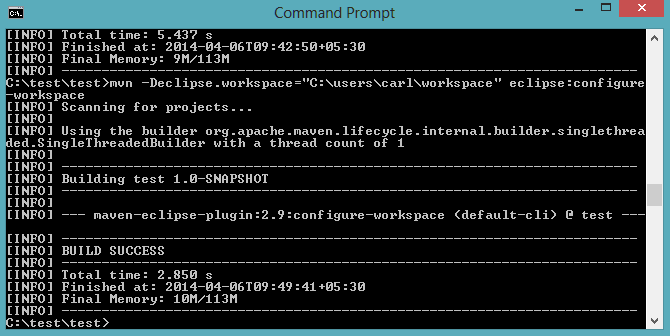 Command Prompt
[INFO] Total time: 5.437 s
[INFO] Finished at: 2014-04-06T09:42:50+05:30
[INFO] Final Memory: 9M/113M
[INFO] ------------------------------------------------------------------------
C:\test\test>mvn -Declipse.workspace="C:\users\carl\workspace" eclipse:configure
-workspace
[INFO] Scanning for projects...
[INFO]
[INFO] Using the builder org.apache.maven.lifecycle.internal.builder.singlethrea
ded.SingleThreadedBuilder with a thread count of 1
[INFO]
[INFO] ------------------------------------------------------------------------
[INFO] Building test 1.0-SNAPSHOT
[INFO] ------------------------------------------------------------------------
[INFO]
[INFO] --- maven-eclipse-plugin:2.9:configure-workspace (default-cli) @ test ---
[INFO] ------------------------------------------------------------------------
[INFO] BUILD SUCCESS
[INFO] ------------------------------------------------------------------------
[INFO] Total time: 2.850 s
[INFO] Finished at: 2014-04-06T09:49:41+05:30
[INFO] Final Memory: 10M/113M
[INFO] ------------------------------------------------------------------------
C:\test\test>